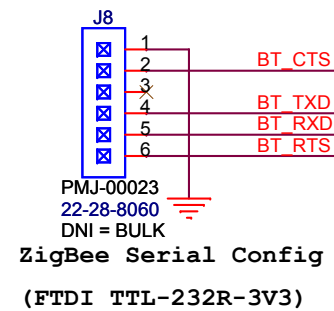 J8
1
2 BT_CTS
3
4 BT_TXD
5 BT_RXD
6 BT_RTS
PMJ-00023
22-28-8060
DNI = BULK
ZigBee Serial Config
(FTDI TTL-232R-3V3)